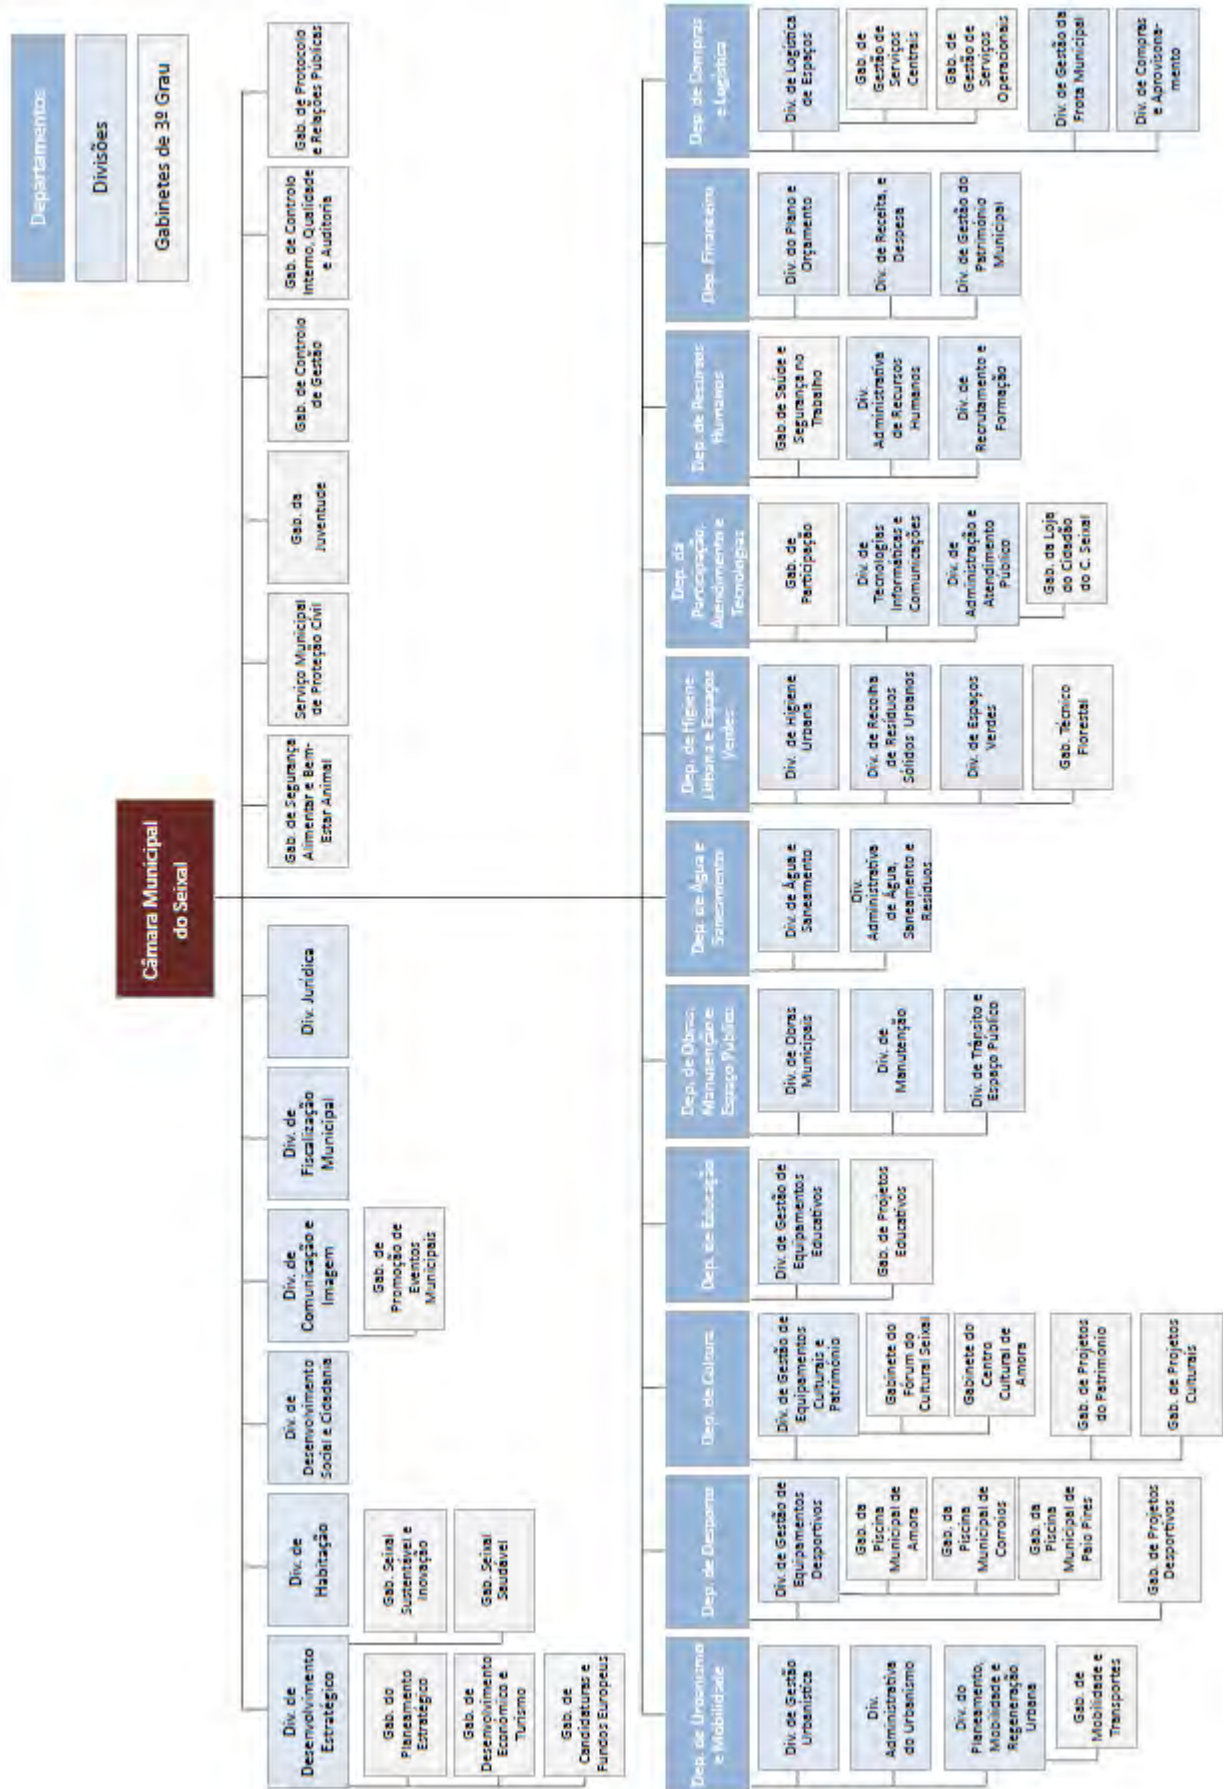 Câmara Municipal
do Seixal
Departamentos
Divisões
Gabinetes de 3º Grau
Div. de
Desenvolvimento
Estratégico
Gab. do
Planeamento
Estratégico
Gab. de
Desenvolvimento
Económico e
Turismo
Gab. de
Candidaturas e
Fundos Europeus
Gab. Seixal
Sustentável e
Inovação
Gab. Seixal
Saudável
Div. de
Habitação
Div. de
Desenvolvimento
Social e Cidadania
Div. de
Comunicação e
Imagem
Gab. de
Promoção de
Eventos
Municipais
Div. de
Fiscalização
Municipal
Div. Jurídica
Gab. de Segurança
Alimentar e Bem-
Estar Animal
Serviço Municipal
de Proteção Civil
Gab. da
Juventude
Gab. de Controlo
de Gestão
Gab. de Controlo
Interno, Qualidade
e Auditoria
Gab. de Protocolo
e Relações Públicas
Dep. de Urbanismo
e Mobilidade
Div. de Gestão
Urbanística
Div.
Administrativa
do Urbanismo
Div. do
Planeamento,
Mobilidade e
Regeneração
Urbana
Gab. de
Mobilidade e
Transportes
Dep. de Desporto
Div. de Gestão de
Equipamentos
Desportivos
Gab. da
Piscina
Municipal de
Amora
Gab. da
Piscina
Municipal de
Corroios
Gab. da
Piscina
Municipal de
Paio Pires
Gab. de Projetos
Desportivos
Dep. de Cultura
Div. de Gestão de
Equipamentos
Culturais e
Património
Gabinete do
Fórum do
Cultural Seixal
Gabinete do
Centro
Cultural de
Amora
Gab. de Projetos
do Patrimonio
Gab. de Projetos
Culturais
Dep. de Educação
Div. de Gestão de
Equipamentos
Educativos
Gab. de Projetos
Educativos
Dep. de Obras,
Manutenção e
Espaço Público
Div. de Obras
Municipais
Div. de
Manutenção
Div. de Trânsito e
Espaço Público
Dep. de Água e
Saneamento
Div. de Água e
Saneamento
Div.
Administrativa
de Água,
Saneamento e
Resíduos
Dep. de Higiene
Urbana e Espaços
Verdes
Div. de Higiene
Urbana
Div. de Recolha
de Resíduos
Sólidos Urbanos
Div. de Espaços
Verdes
Gab. Técnico
Florestal
Dep. da
Participação,
Atendimento e
Tecnologias
Gab. de
Participação
Div. de
Tecnologias
Informáticas e
Comunicações
Div. de
Administração e
Atendimento
Público
Gab. da Loja
do Cidadão
do C. Seixal
Dep. de Recursos
Humanos
Gab. de Saúde e
Segurança no
Trabalho
Div.
Administrativa
de Recursos
Humanos
Div. de
Recrutamento e
Formação
Dep. Financeiro
Div. do Plano e
Orçamento
Div. de Receita, e
Despesa
Div. de Gestão do
Património
Municipal
Dep. de Compras
e Logística
Div. de Logística
de Espaços
Gab. de
Gestão de
Serviços
Centrais
Gab. de
Gestão de
Serviços
Operacionais
Div. de Gestão da
Frota Municipal
Div. de Compras
e Aprovisona-
mento